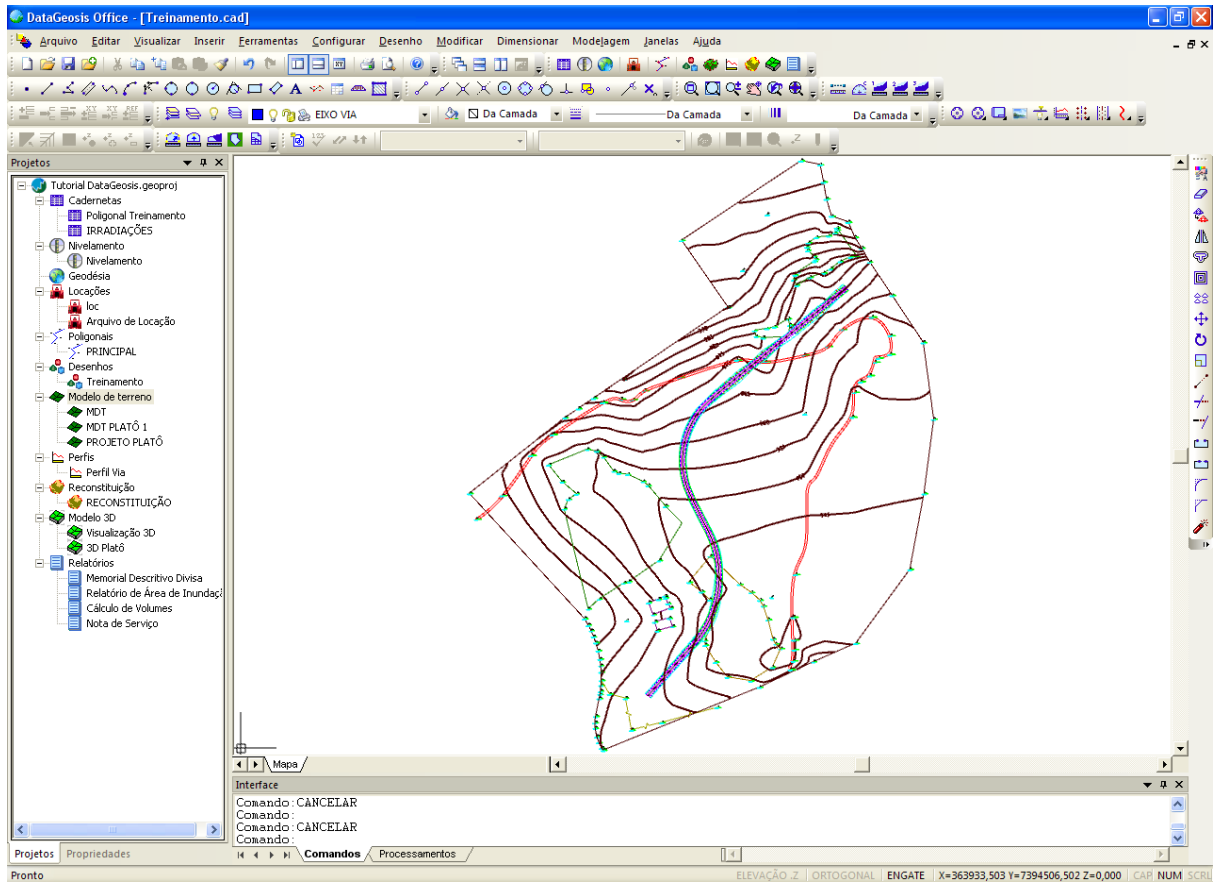 DataGeosis Office - [Treinamento.cad]
Arquivo Editar Visualizar Inserir Ferramentas Configurar Desenho Modificar Dimensionar Modelagem Janelas Ajuda
EIXO VIA Da Camada Da Camada Da Camada
Projetos
Tutorial DataGeosis.geoproj
Cadernetas
Poligonal Treinamento
IRRADIAÇÕES
Nivelamento
Nivelamento
Geodésia
Locações
loc
Arquivo de Locação
Poligonais
PRINCIPAL
Desenhos
Treinamento
Modelo de terreno
MDT
MDT PLATÔ 1
PROJETO PLATÔ
Perfis
Perfil Via
Reconstituição
RECONSTITUIÇÃO
Modelo 3D
Visualização 3D
3D Platô
Relatórios
Memorial Descritivo Divisa
Relatório de Área de Inundaçã
Cálculo de Volumes
Nota de Serviço
Mapa
Interface
Comando:CANCELAR
Comando:
Comando:CANCELAR
Comando:
Projetos Propriedades
Comandos Processamentos
Pronto
ELEVAÇÃO .Z ORTOGONAL ENGATE X=363933,503 Y=7394506,502 Z=0,000 CAP NUM SCRL